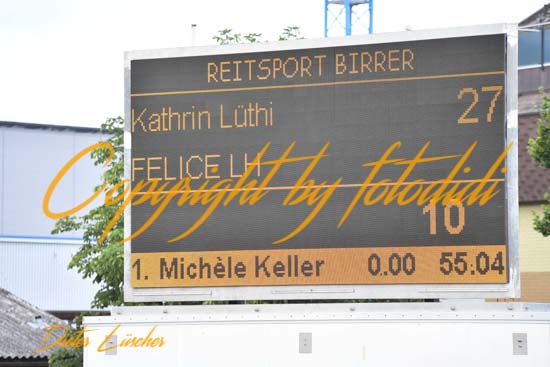 REITSPORT BIRRER
Kathrin Lüthi 27
FELICE LH
Copyright by fotodidi
10
1. Michèle Keller 0.00 55.04
Dieter Lüscher